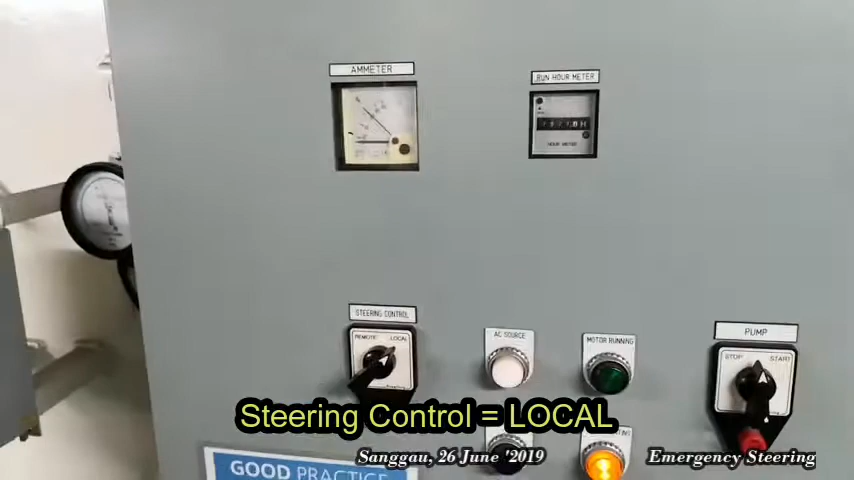 AMMETER
RUN HOUR METER
HOUR METER
STEERING CONTROL
REMOTE LOCAL
AC SOURCE
MOTOR RUNNING
PUMP
STOP START
Steering Control = LOCAL
Sanggau, 26 June '2019
Emergency Steering
GOOD PRACTICE